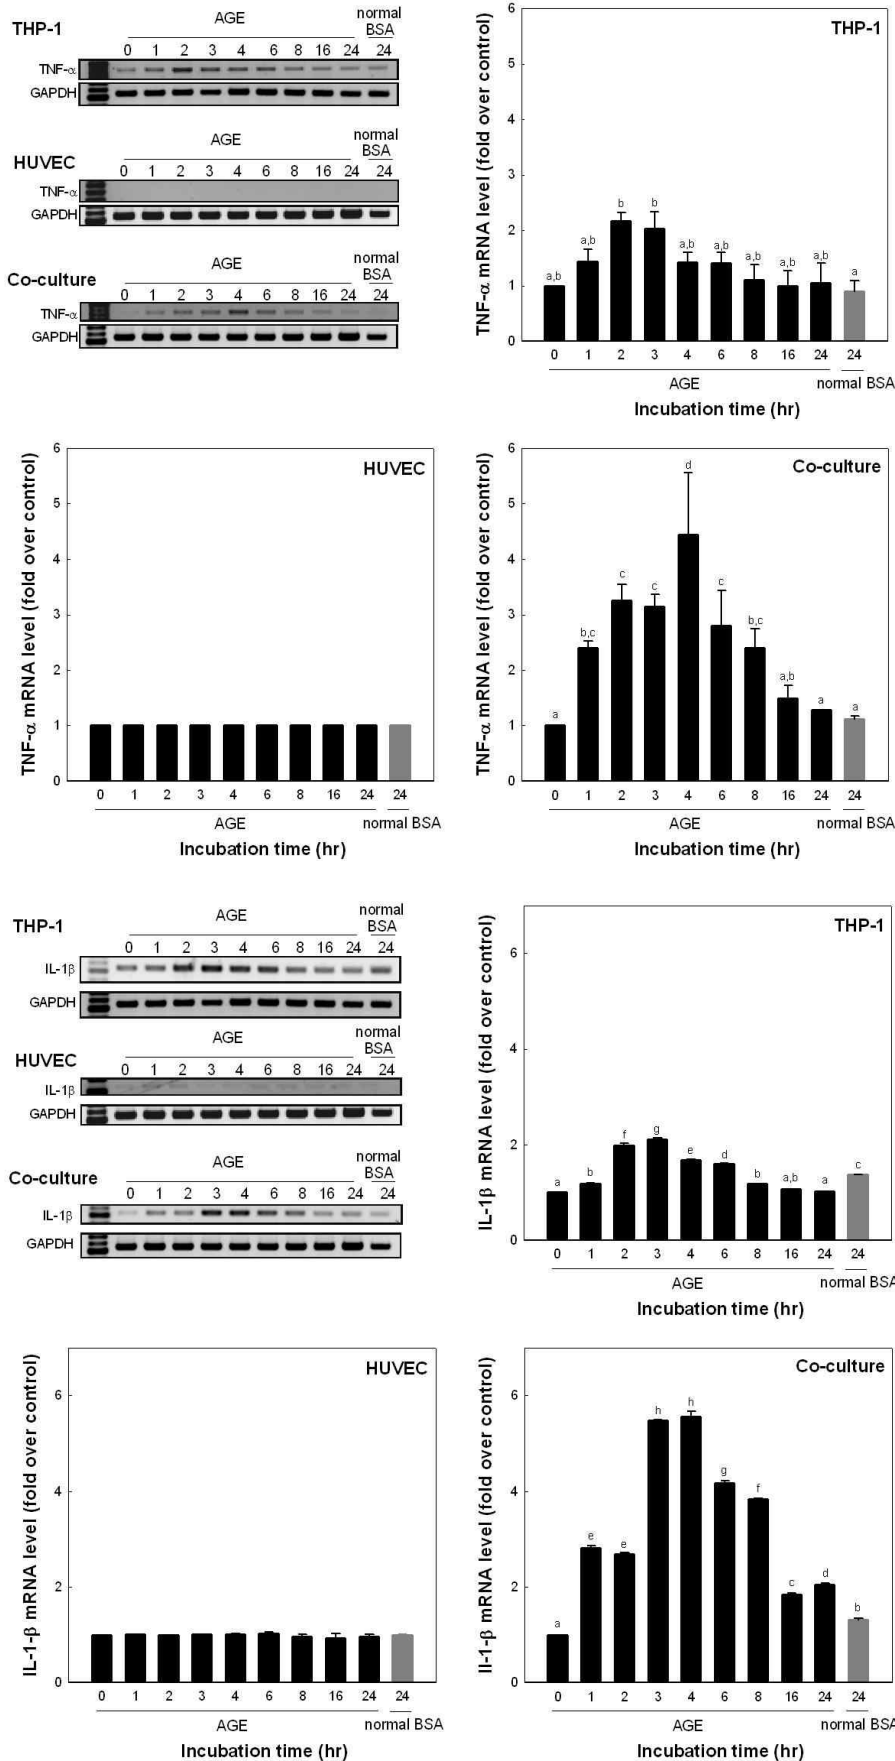 THP-1
AGE
normal
BSA
0 1 2 3 4 6 8 16 24 24
TNF-α
GAPDH
HUVEC
AGE
normal
BSA
0 1 2 3 4 6 8 16 24 24
TNF-α
GAPDH
Co-culture
AGE
normal
BSA
0 1 2 3 4 6 8 16 24 24
TNF-α
GAPDH
TNF-α mRNA level (fold over control)
THP-1
6
5
4
3
2
1
0
a,b a,b b b a,b a,b a,b a,b a,b a
0 1 2 3 4 6 8 16 24 24
AGE normal BSA
Incubation time (hr)
TNF-α mRNA level (fold over control)
HUVEC
6
5
4
3
2
1
0
0 1 2 3 4 6 8 16 24 24
AGE normal BSA
Incubation time (hr)
TNF-α mRNA level (fold over control)
Co-culture
6
5
4
3
2
1
0
a b,c c c d c b,c a,b a a
0 1 2 3 4 6 8 16 24 24
AGE normal BSA
Incubation time (hr)
THP-1
AGE
normal
BSA
0 1 2 3 4 6 8 16 24 24
IL-1β
GAPDH
HUVEC
AGE
normal
BSA
0 1 2 3 4 6 8 16 24 24
IL-1β
GAPDH
Co-culture
AGE
normal
BSA
0 1 2 3 4 6 8 16 24 24
IL-1β
GAPDH
IL-1β mRNA level (fold over control)
THP-1
6
4
2
0
a b f g e d b a,b a c
0 1 2 3 4 6 8 16 24 24
AGE normal BSA
Incubation time (hr)
IL-1-β mRNA level (fold over control)
HUVEC
6
4
2
0
0 1 2 3 4 6 8 16 24 24
AGE normal BSA
Incubation time (hr)
Il-1-β mRNA level (fold over control)
Co-culture
6
4
2
0
a e e h h g f c d b
0 1 2 3 4 6 8 16 24 24
AGE normal BSA
Incubation time (hr)